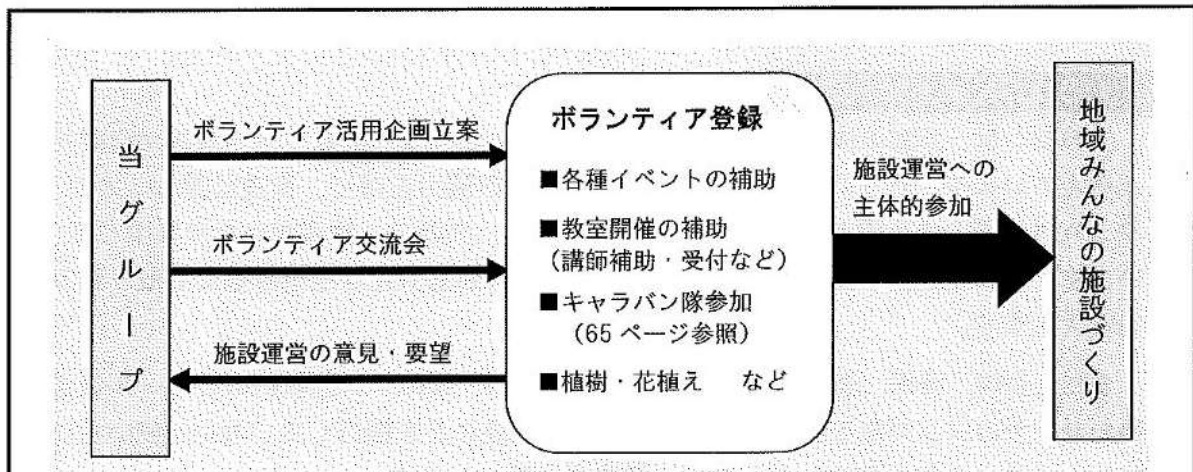 当グループ
ボランティア活用企画立案
ボランティア交流会
施設運営の意見・要望
ボランティア登録
■各種イベントの補助
■教室開催の補助
（講師補助・受付など）
■キャラバン隊参加
（65 ページ参照）
■植樹・花植え　など
施設運営への
主体的参加
地域みんなの施設づくり